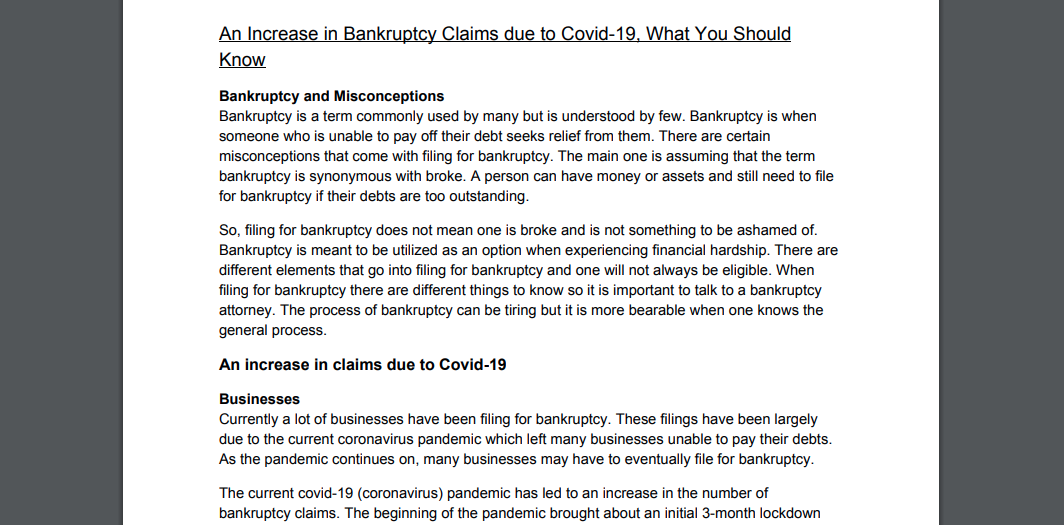 An Increase in Bankruptcy Claims due to Covid-19, What You Should
Know
Bankruptcy and Misconceptions
Bankruptcy is a term commonly used by many but is understood by few. Bankruptcy is when
someone who is unable to pay off their debt seeks relief from them. There are certain
misconceptions that come with filing for bankruptcy. The main one is assuming that the term
bankruptcy is synonymous with broke. A person can have money or assets and still need to file
for bankruptcy if their debts are too outstanding.
So, filing for bankruptcy does not mean one is broke and is not something to be ashamed of.
Bankruptcy is meant to be utilized as an option when experiencing financial hardship. There are
different elements that go into filing for bankruptcy and one will not always be eligible. When
filing for bankruptcy there are different things to know so it is important to talk to a bankruptcy
attorney. The process of bankruptcy can be tiring but it is more bearable when one knows the
general process.
An increase in claims due to Covid-19
Businesses
Currently a lot of businesses have been filing for bankruptcy. These filings have been largely
due to the current coronavirus pandemic which left many businesses unable to pay their debts.
As the pandemic continues on, many businesses may have to eventually file for bankruptcy.
The current covid-19 (coronavirus) pandemic has led to an increase in the number of
bankruptcy claims. The beginning of the pandemic brought about an initial 3-month lockdown